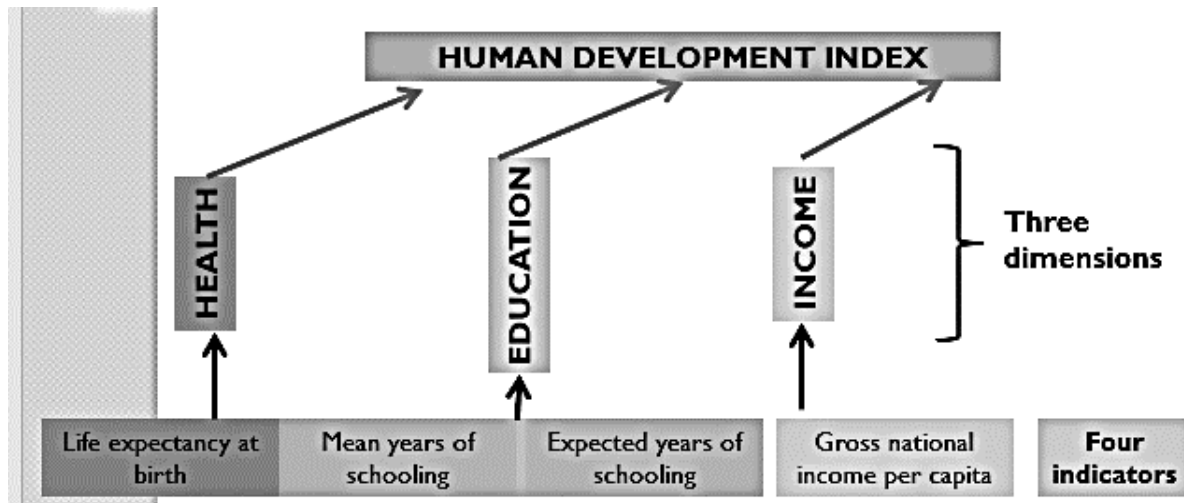 HUMAN DEVELOPMENT INDEX
HEALTH
EDUCATION
INCOME
Three
dimensions
Life expectancy at
birth
Mean years of
schooling
Expected years of
schooling
Gross national
income per capita
Four
indicators